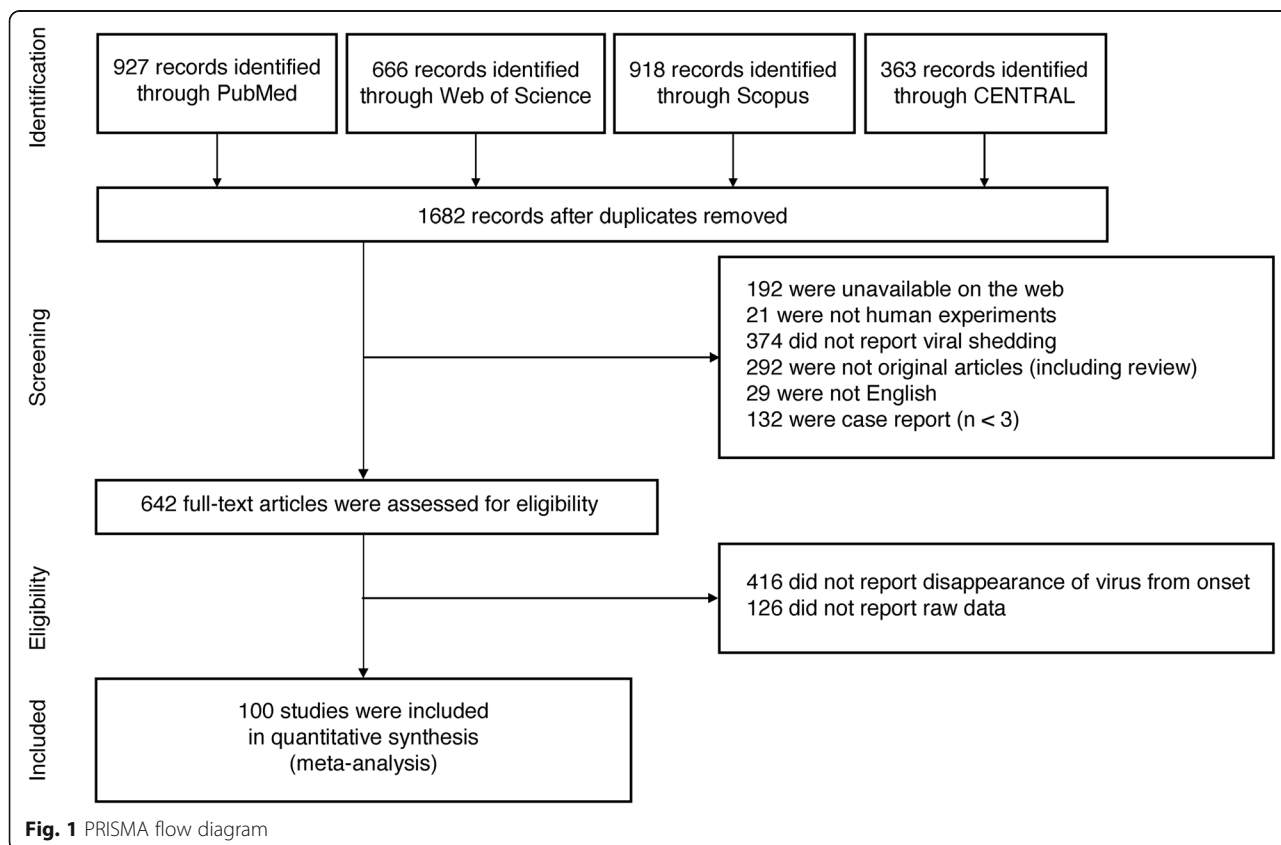 Identification
927 records identified
through PubMed
666 records identified
through Web of Science
918 records identified
through Scopus
363 records identified
through CENTRAL
1682 records after duplicates removed
Screening
192 were unavailable on the web
21 were not human experiments
374 did not report viral shedding
292 were not original articles (including review)
29 were not English
132 were case report (n < 3)
642 full-text articles were assessed for eligibility
Eligibility
416 did not report disappearance of virus from onset
126 did not report raw data
Included
100 studies were included
in quantitative synthesis
(meta-analysis)
Fig. 1 PRISMA flow diagram